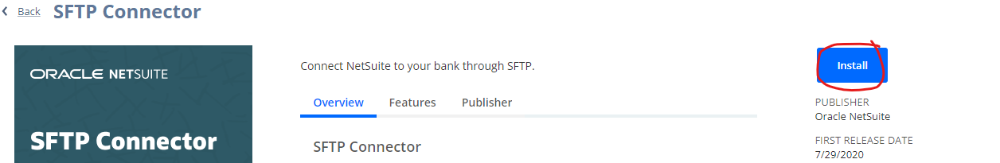 Back SFTP Connector
ORACLE NETSUITE
SFTP Connector
Connect NetSuite to your bank through SFTP.
Overview Features Publisher
SFTP Connector
Install
PUBLISHER
Oracle NetSuite
FIRST RELEASE DATE
7/29/2020